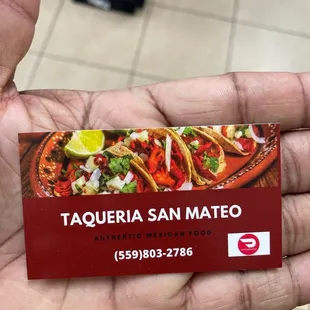 TAQUERIA SAN MATEO
AUTHENTIC MEXICAN FOOD
(559)803-2786